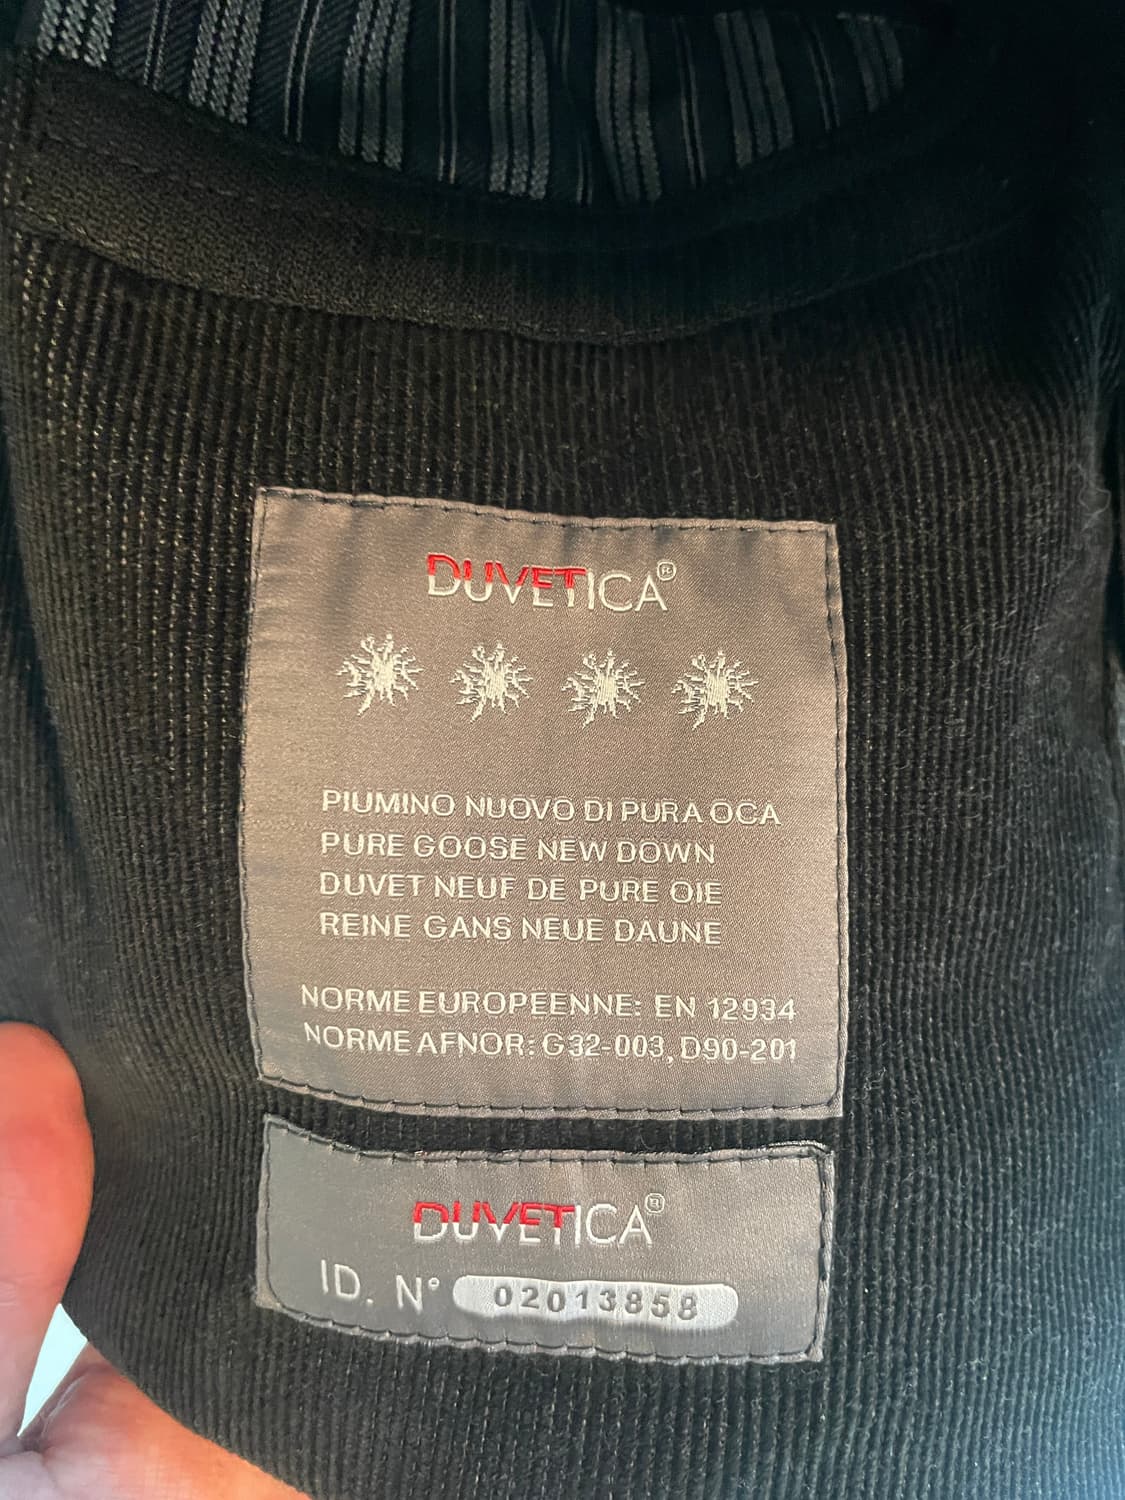 DUVETICA®
PIUMINO NUOVO DI PURA OCA
PURE GOOSE NEW DOWN
DUVET NEUF DE PURE OIE
REINE GANS NEUE DAUNE
NORME EUROPEENNE: EN 12934
NORME AFNOR: G32-003, D90-201
DUVETICA®
ID. N° 02013858